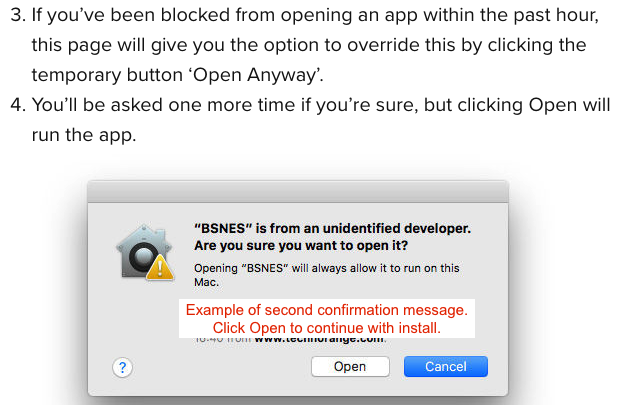 3. If you’ve been blocked from opening an app within the past hour,
this page will give you the option to override this by clicking the
temporary button ‘Open Anyway’.
4. You’ll be asked one more time if you’re sure, but clicking Open will
run the app.
"BSNES" is from an unidentified developer.
Are you sure you want to open it?
Opening "BSNES" will always allow it to run on this
Mac.
Example of second confirmation message.
Click Open to continue with install.
from www.technorange.com.
?
Open
Cancel